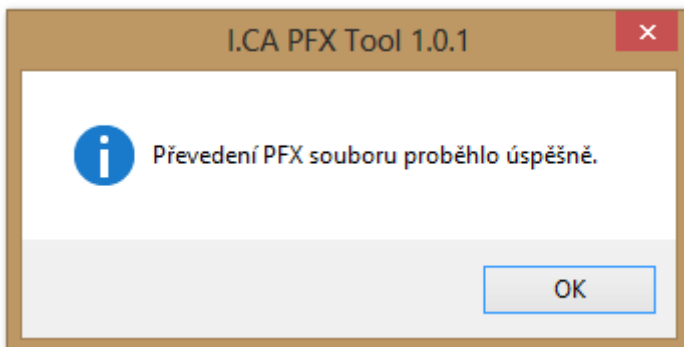 I.CA PFX Tool 1.0.1
Převedení PFX souboru proběhlo úspěšně.
OK